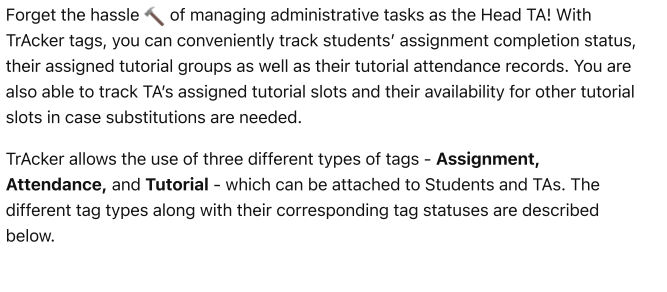 Forget the hassle 🔨 of managing administrative tasks as the Head TA! With
TrAcker tags, you can conveniently track students’ assignment completion status,
their assigned tutorial groups as well as their tutorial attendance records. You are
also able to track TA’s assigned tutorial slots and their availability for other tutorial
slots in case substitutions are needed.
TrAcker allows the use of three different types of tags - Assignment,
Attendance, and Tutorial - which can be attached to Students and TAs. The
different tag types along with their corresponding tag statuses are described
below.